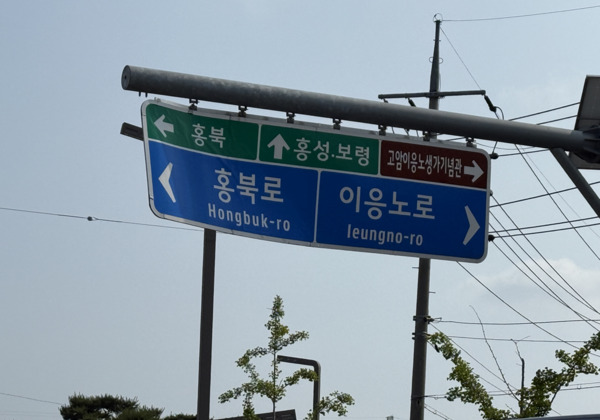 홍북
홍성·보령
고암이응노생가기념관
홍북로
Hongbuk-ro
이응노로
Ieungno-ro